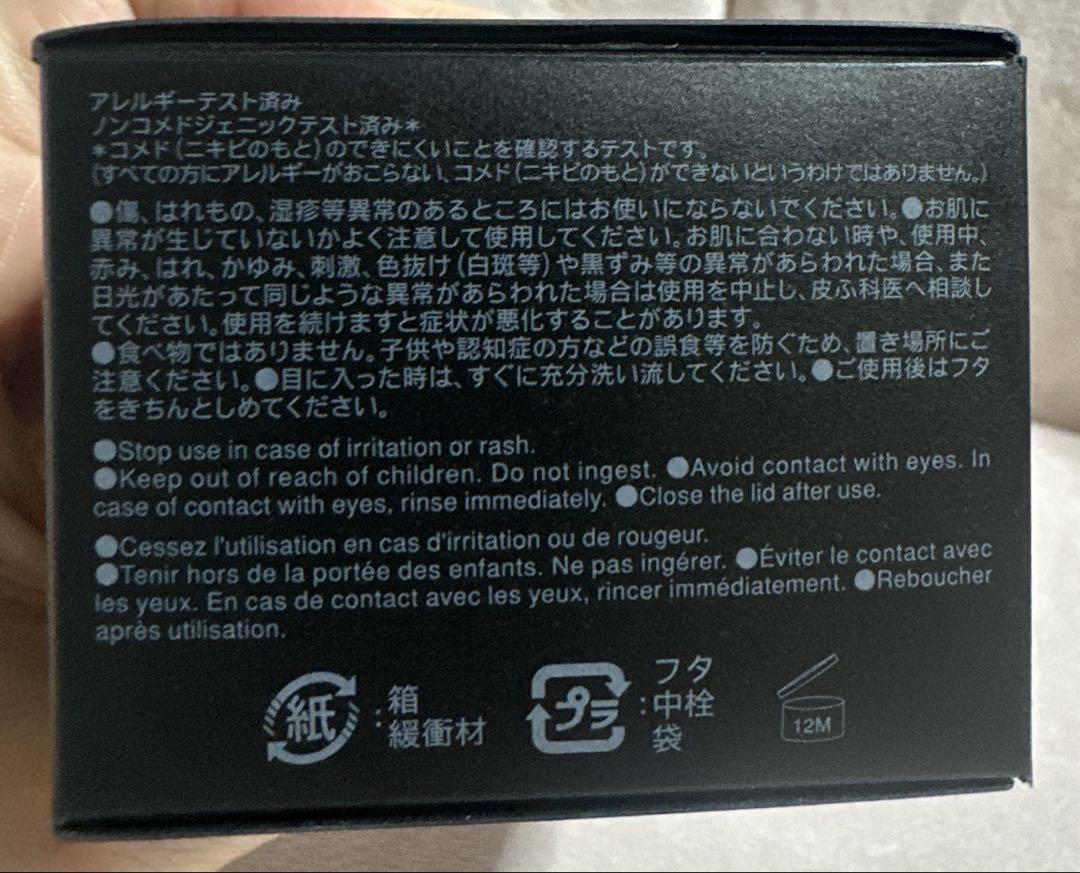 アレルギーテスト済み
ノンコメドジェニックテスト済み＊
＊コメド（ニキビのもと）のできにくいことを確認するテストです。
（すべての方にアレルギーがおこらない、コメド（ニキビのもと）ができないというわけではありません。）
●傷、はれもの、湿疹等異常のあるところにはお使いにならないでください。●お肌に
異常が生じていないかよく注意して使用してください。お肌に合わない時や、使用中、
赤み、はれ、かゆみ、刺激、色抜け（白斑等）や黒ずみ等の異常があらわれた場合、また
日光があたって同じような異常があらわれた場合は使用を中止し、皮ふ科医へ相談し
てください。使用を続けますと症状が悪化することがあります。
●食べ物ではありません。子供や認知症の方などの誤食等を防ぐため、置き場所にご
注意ください。●目に入った時は、すぐに充分洗い流してください。●ご使用後はフタ
をきちんとしめてください。
●Stop use in case of irritation or rash.
●Keep out of reach of children. Do not ingest. ●Avoid contact with eyes. In
case of contact with eyes, rinse immediately. ●Close the lid after use.
●Cessez l'utilisation en cas d'irritation ou de rougeur.
●Tenir hors de la portée des enfants. Ne pas ingérer. ●Éviter le contact avec
les yeux. En cas de contact avec les yeux, rincer immédiatement. ●Reboucher
après utilisation.
紙：箱
緩衝材
プラ：フタ
中栓
袋
12M